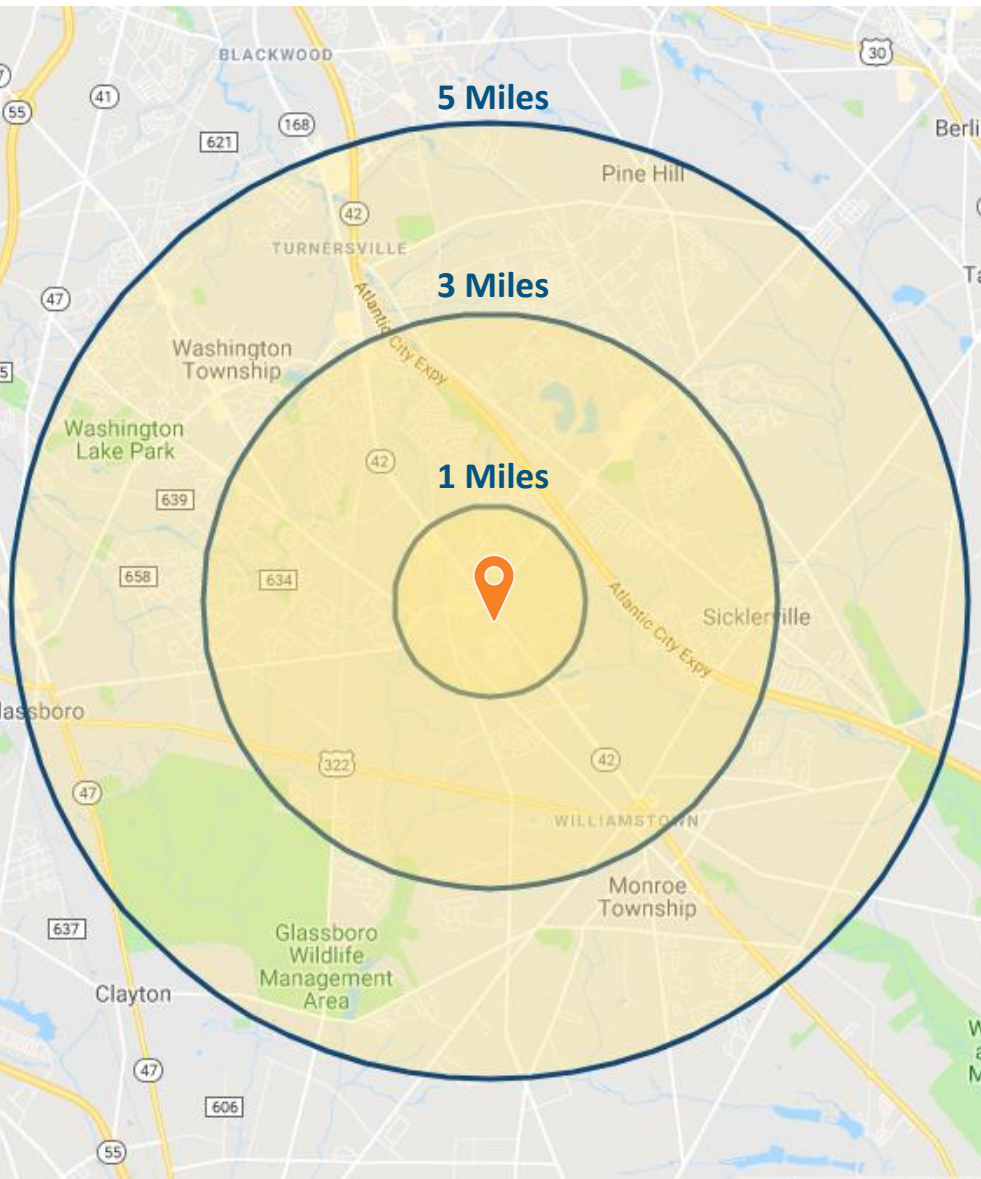 BLACKWOOD
30
41
55
5 Miles
168
621
Berli
Pine Hill
42
TURNERSVILLE
3 Miles
47
Atlantic City Expy
Washington
Township
5
Washington
Lake Park
42
1 Miles
639
658
634
Atlantic City Expy
Sicklerville
lassboro
322
42
47
WILLIAMSTOWN
Monroe
Township
637
Glassboro
Wildlife
Management
Area
Clayton
47
606
55